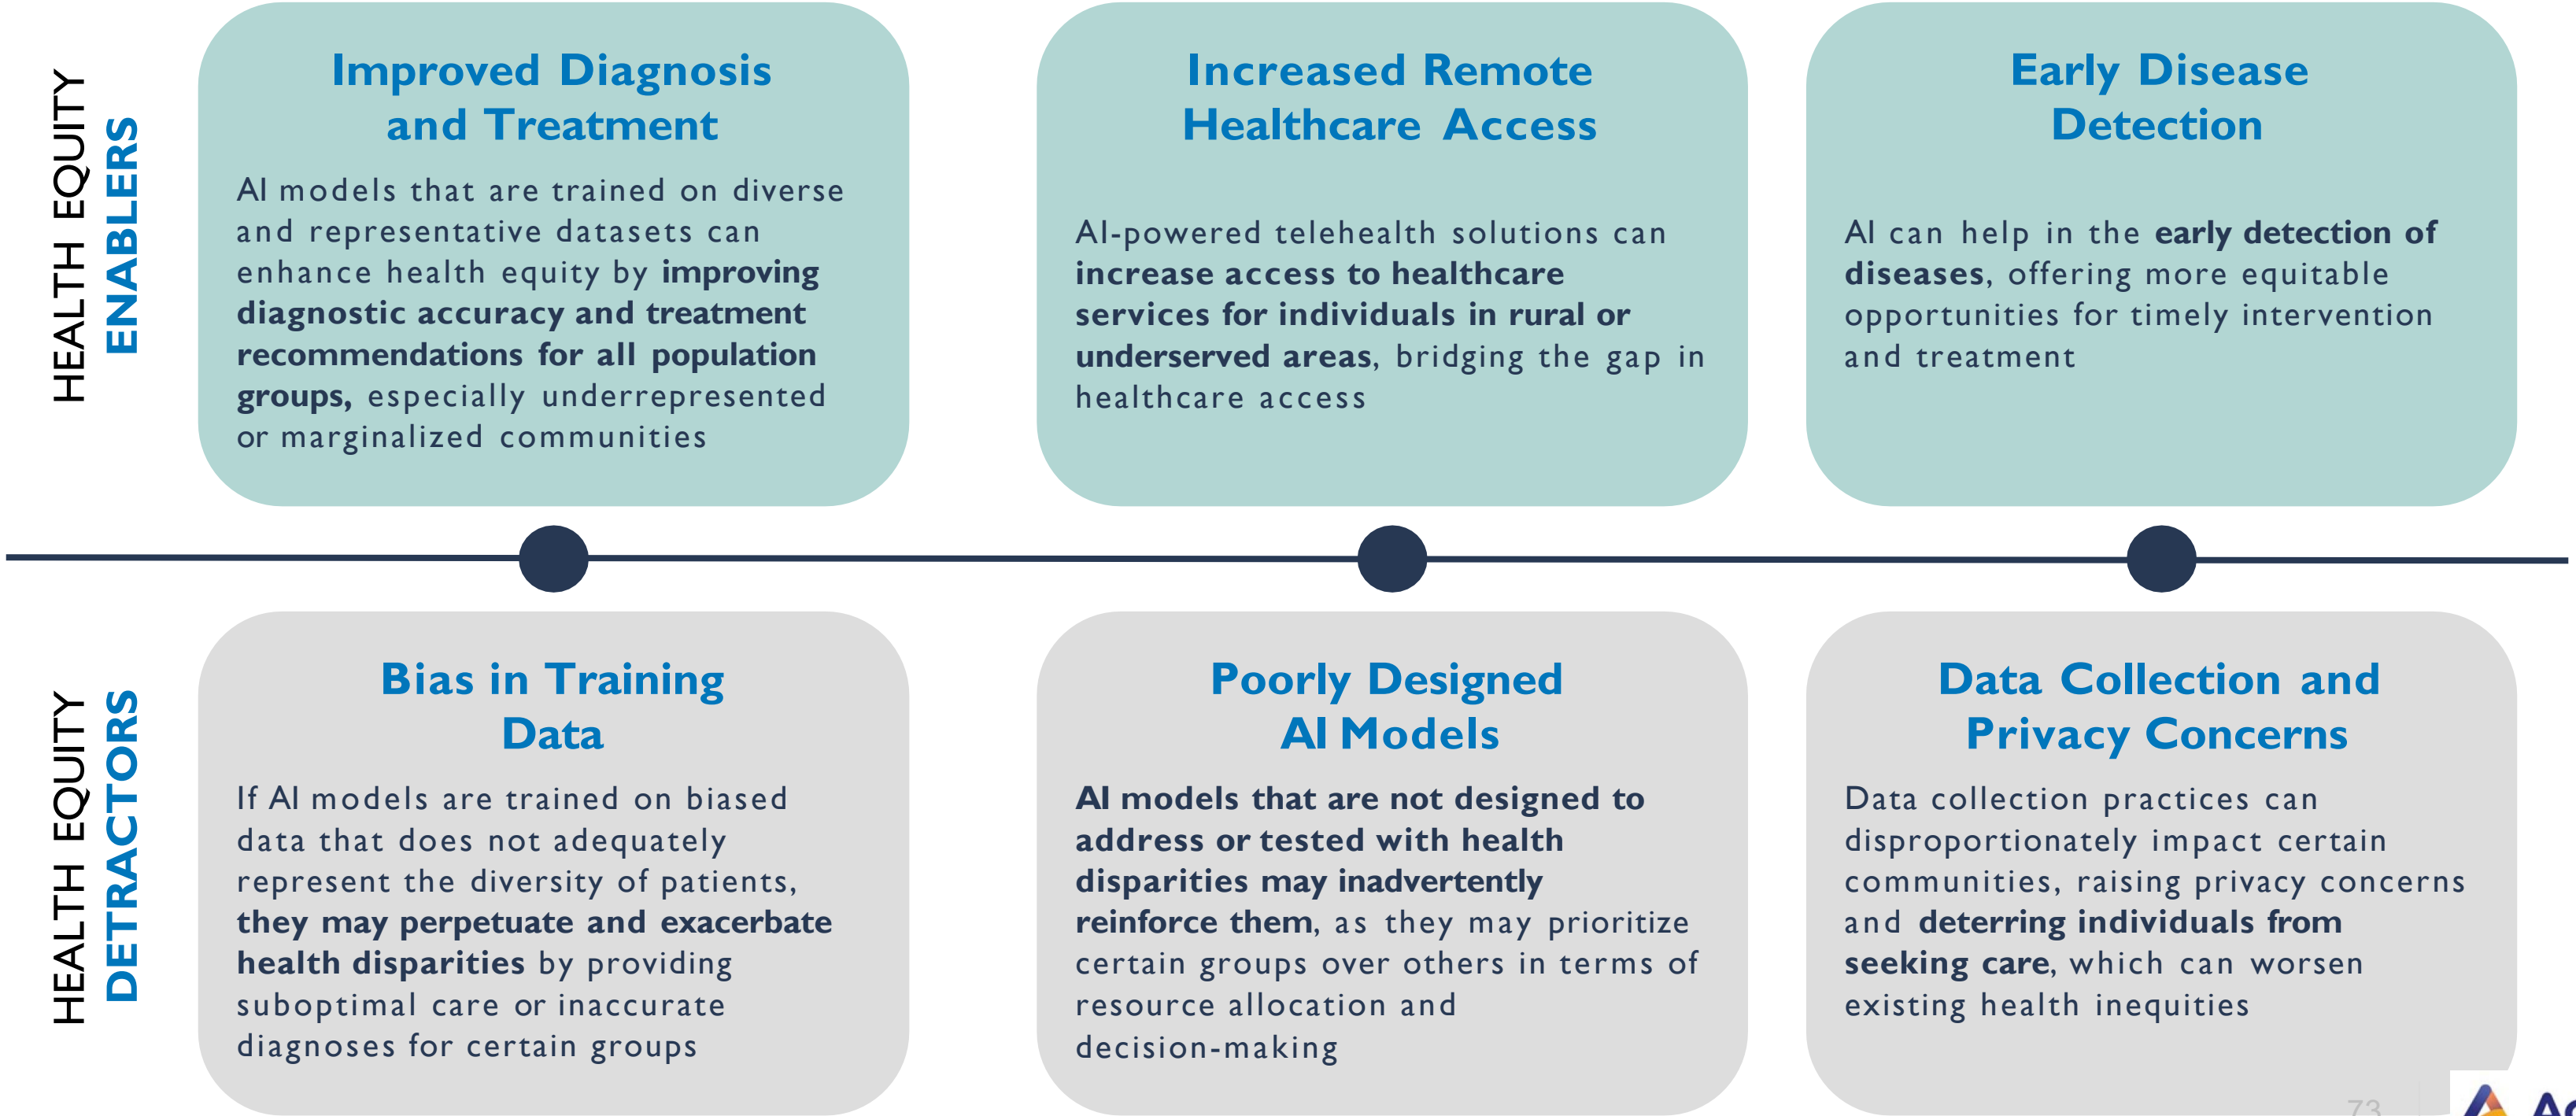 HEALTH EQUITY
ENABLERS
Improved Diagnosis
and Treatment
AI models that are trained on diverse
and representative datasets can
enhance health equity by improving
diagnostic accuracy and treatment
recommendations for all population
groups, especially underrepresented
or marginalized communities
Increased Remote
Healthcare Access
AI-powered telehealth solutions can
increase access to healthcare
services for individuals in rural or
underserved areas, bridging the gap in
healthcare access
Early Disease
Detection
AI can help in the early detection of
diseases, offering more equitable
opportunities for timely intervention
and treatment
HEALTH EQUITY
DETRACTORS
Bias in Training
Data
If AI models are trained on biased
data that does not adequately
represent the diversity of patients,
they may perpetuate and exacerbate
health disparities by providing
suboptimal care or inaccurate
diagnoses for certain groups
Poorly Designed
AI Models
AI models that are not designed to
address or tested with health
disparities may inadvertently
reinforce them, as they may prioritize
certain groups over others in terms of
resource allocation and
decision-making
Data Collection and
Privacy Concerns
Data collection practices can
disproportionately impact certain
communities, raising privacy concerns
and deterring individuals from
seeking care, which can worsen
existing health inequities
73